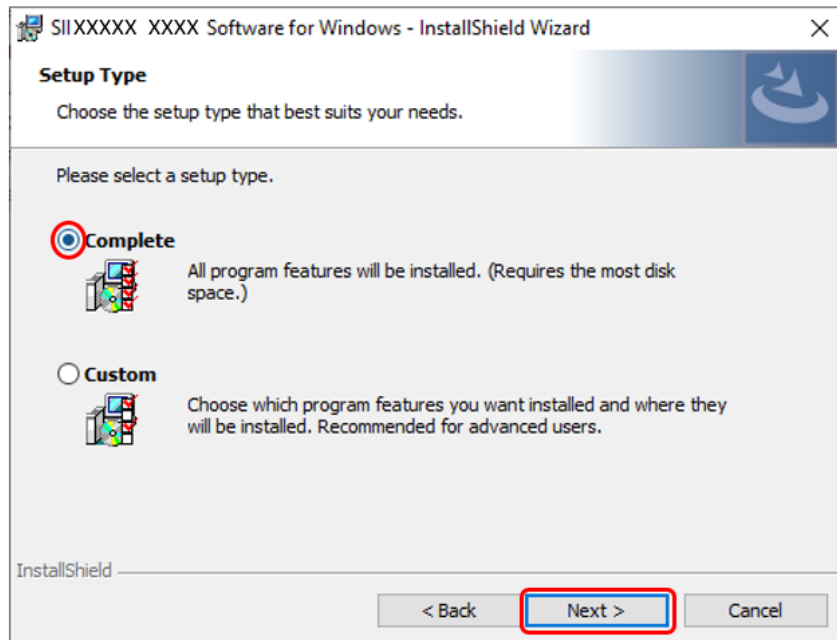 SIIXXXXX XXXX Software for Windows - InstallShield Wizard
Setup Type
Choose the setup type that best suits your needs.
Please select a setup type.
Complete
All program features will be installed. (Requires the most disk
space.)
Custom
Choose which program features you want installed and where they
will be installed. Recommended for advanced users.
InstallShield
< Back Next > Cancel